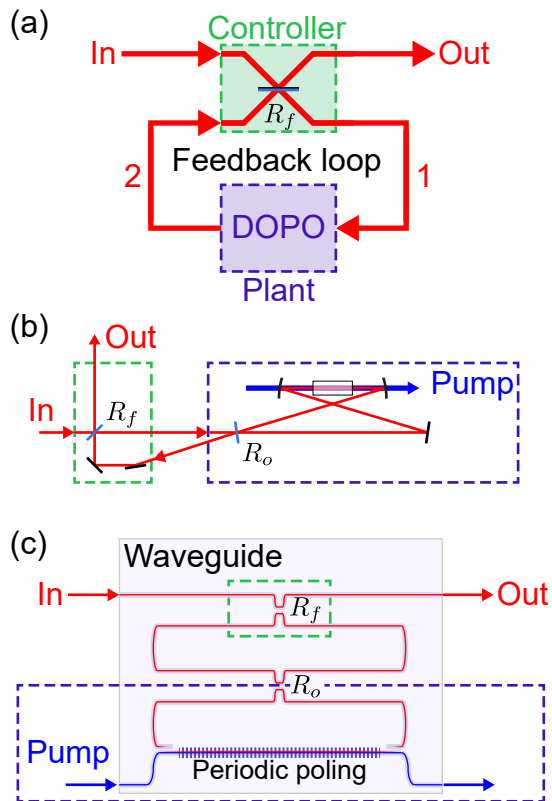 (a)
Controller
In
Out
R_f
2
Feedback loop
1
DOPO
Plant
(b)
Out
In
R_f
Pump
R_o
(c)
Waveguide
In
Out
R_f
R_o
Pump
Periodic poling